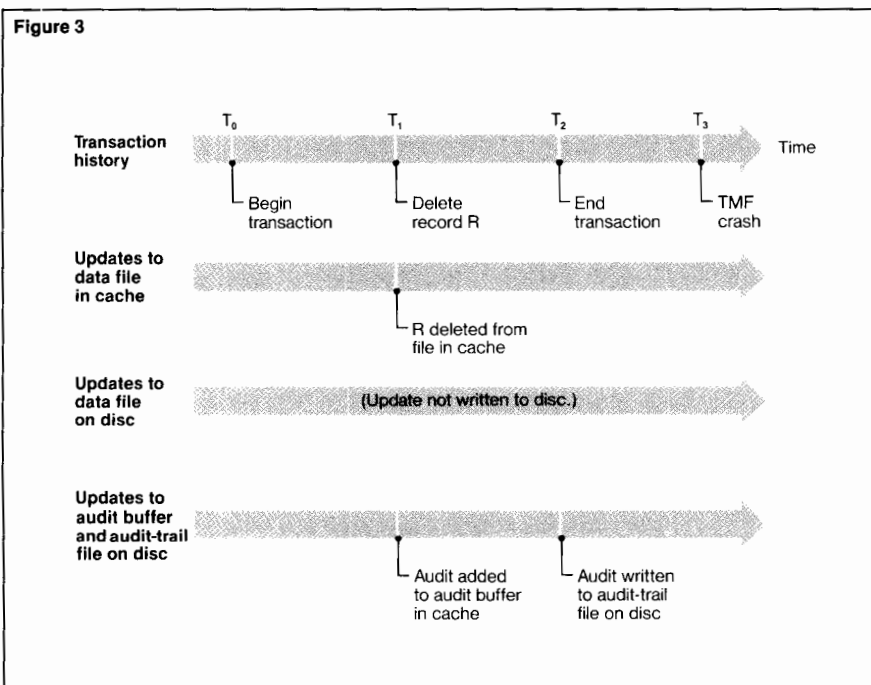 Figure 3
T₀
T₁
T₂
T₃
Transaction
history
Time
Begin
transaction
Delete
record R
End
transaction
TMF
crash
Updates to
data file
in cache
R deleted from
file in cache
Updates to
data file
on disc
(Update not written to disc.)
Updates to
audit buffer
and audit-trail
file on disc
Audit added
to audit buffer
in cache
Audit written
to audit-trail
file on disc